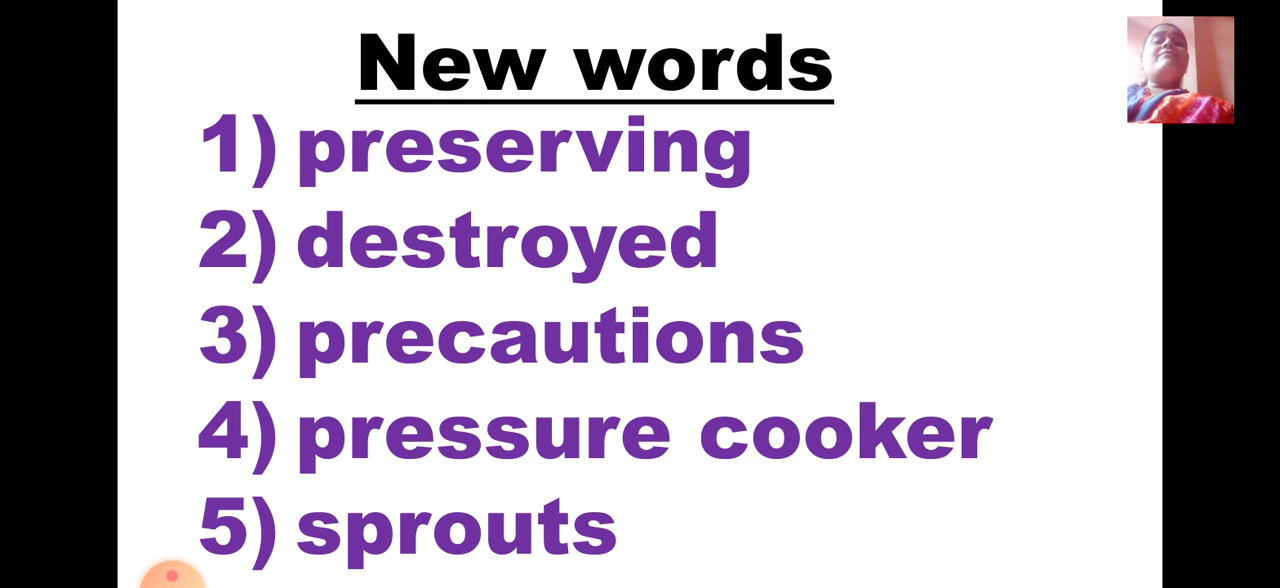 New words
1) preserving
2) destroyed
3) precautions
4) pressure cooker
5) sprouts